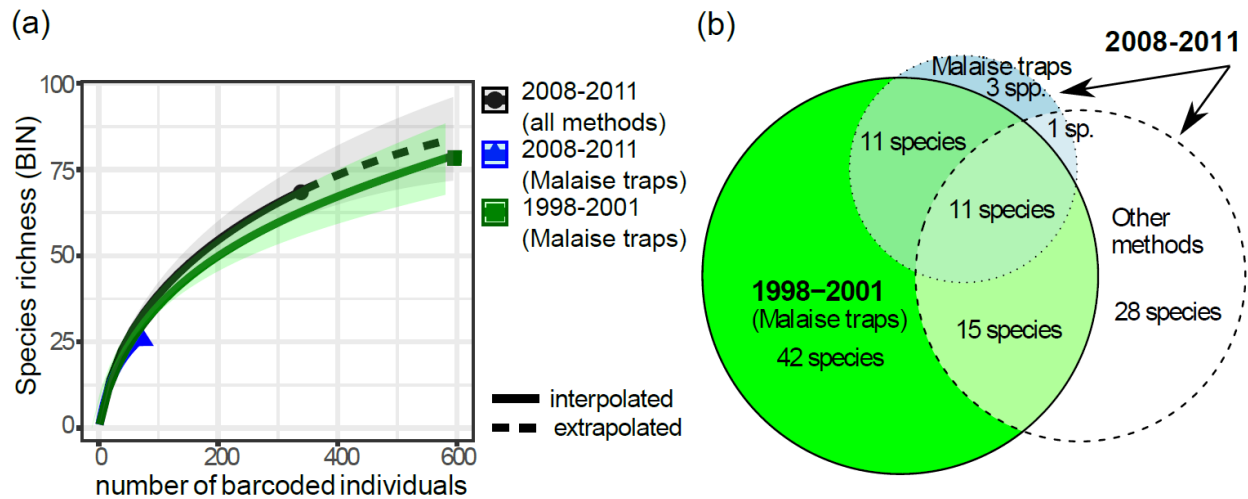 (a)
100
75
50
25
0
Species richness (BIN)
0
200
400
600
number of barcoded individuals
2008-2011
(all methods)
2008-2011
(Malaise traps)
1998-2001
(Malaise traps)
interpolated
extrapolated
(b)
2008-2011
Malaise traps
3 spp.
1 sp.
11 species
11 species
Other
methods
1998−2001
(Malaise traps)
42 species
15 species
28 species